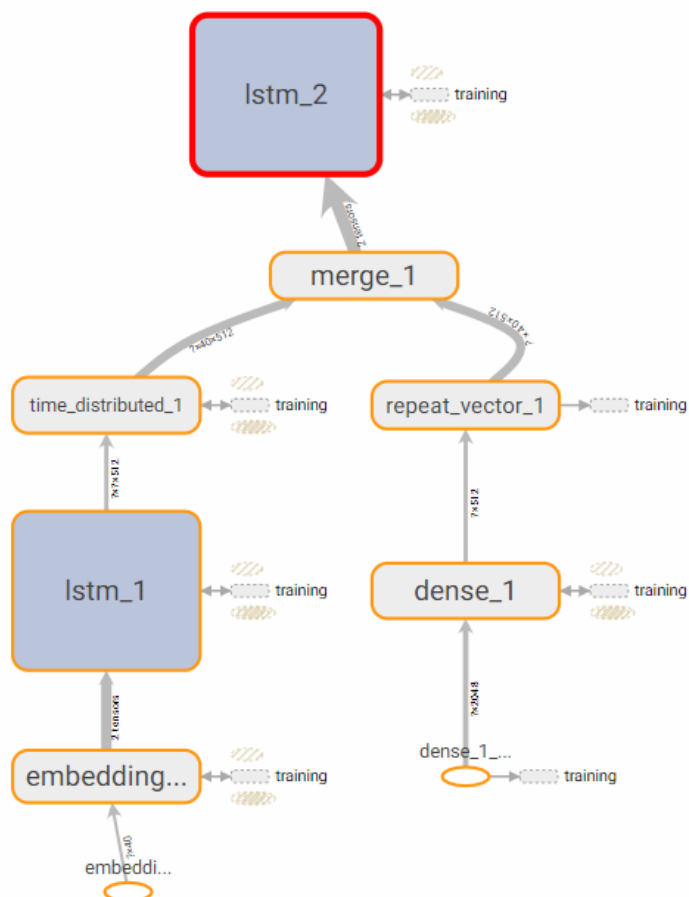 lstm_2
training
2 tensors
merge_1
?×40×512
?×40×512
time_distributed_1
training
repeat_vector_1
training
?×?×512
?×512
lstm_1
training
dense_1
training
2 tensors
?×2048
embedding...
training
dense_1_...
training
?×40
embeddi...